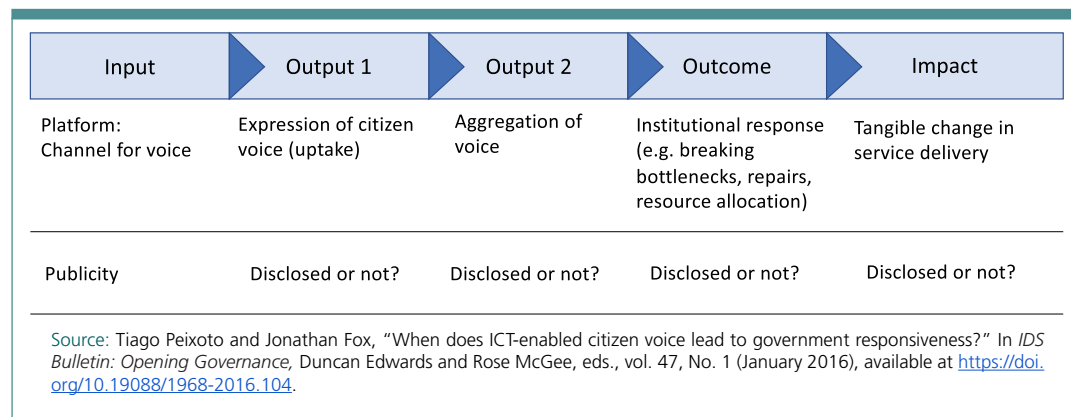 Input
Output 1
Output 2
Outcome
Impact
Platform:
Channel for voice
Expression of citizen
voice (uptake)
Aggregation of
voice
Institutional response
(e.g. breaking
bottlenecks, repairs,
resource allocation)
Tangible change in
service delivery
Publicity
Disclosed or not?
Disclosed or not?
Disclosed or not?
Disclosed or not?
Source: Tiago Peixoto and Jonathan Fox, “When does ICT-enabled citizen voice lead to government responsiveness?” In IDS
Bulletin: Opening Governance, Duncan Edwards and Rose McGee, eds., vol. 47, No. 1 (January 2016), available at https://doi.
org/10.19088/1968-2016.104.